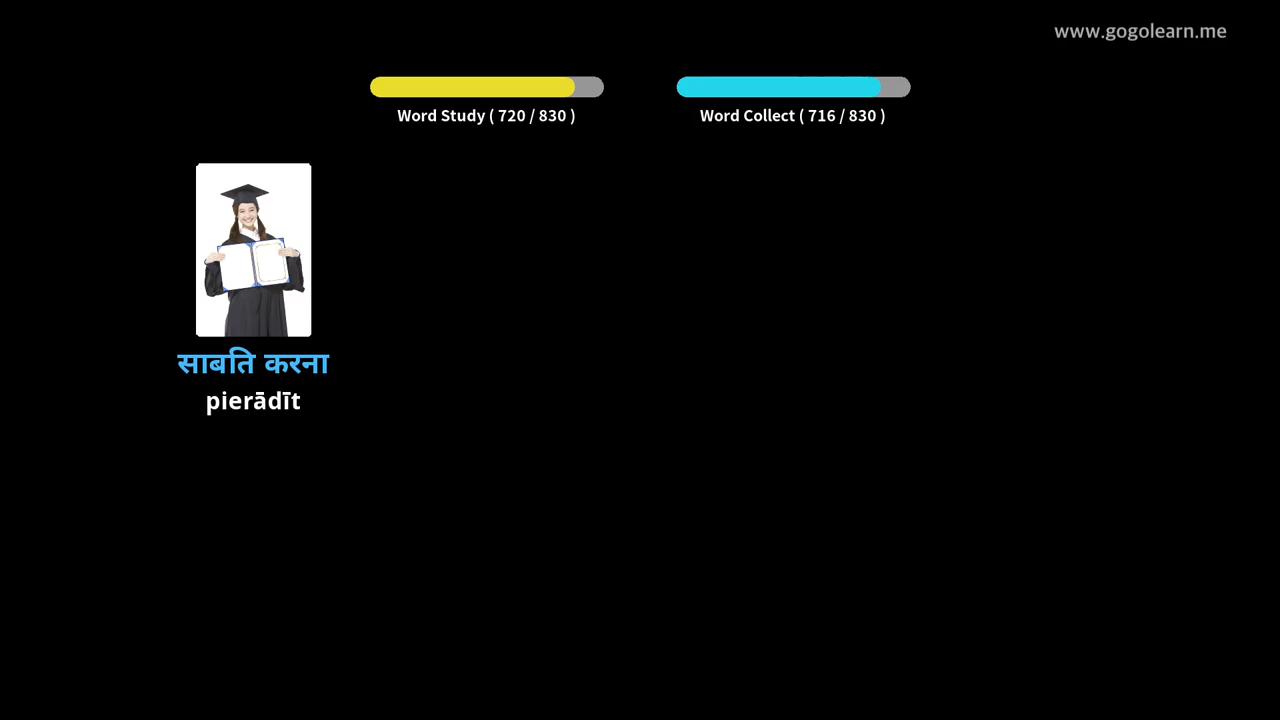 www.gogolearn.me
Word Study ( 720 / 830 )
Word Collect ( 716 / 830 )
साबति करना
pierādīt